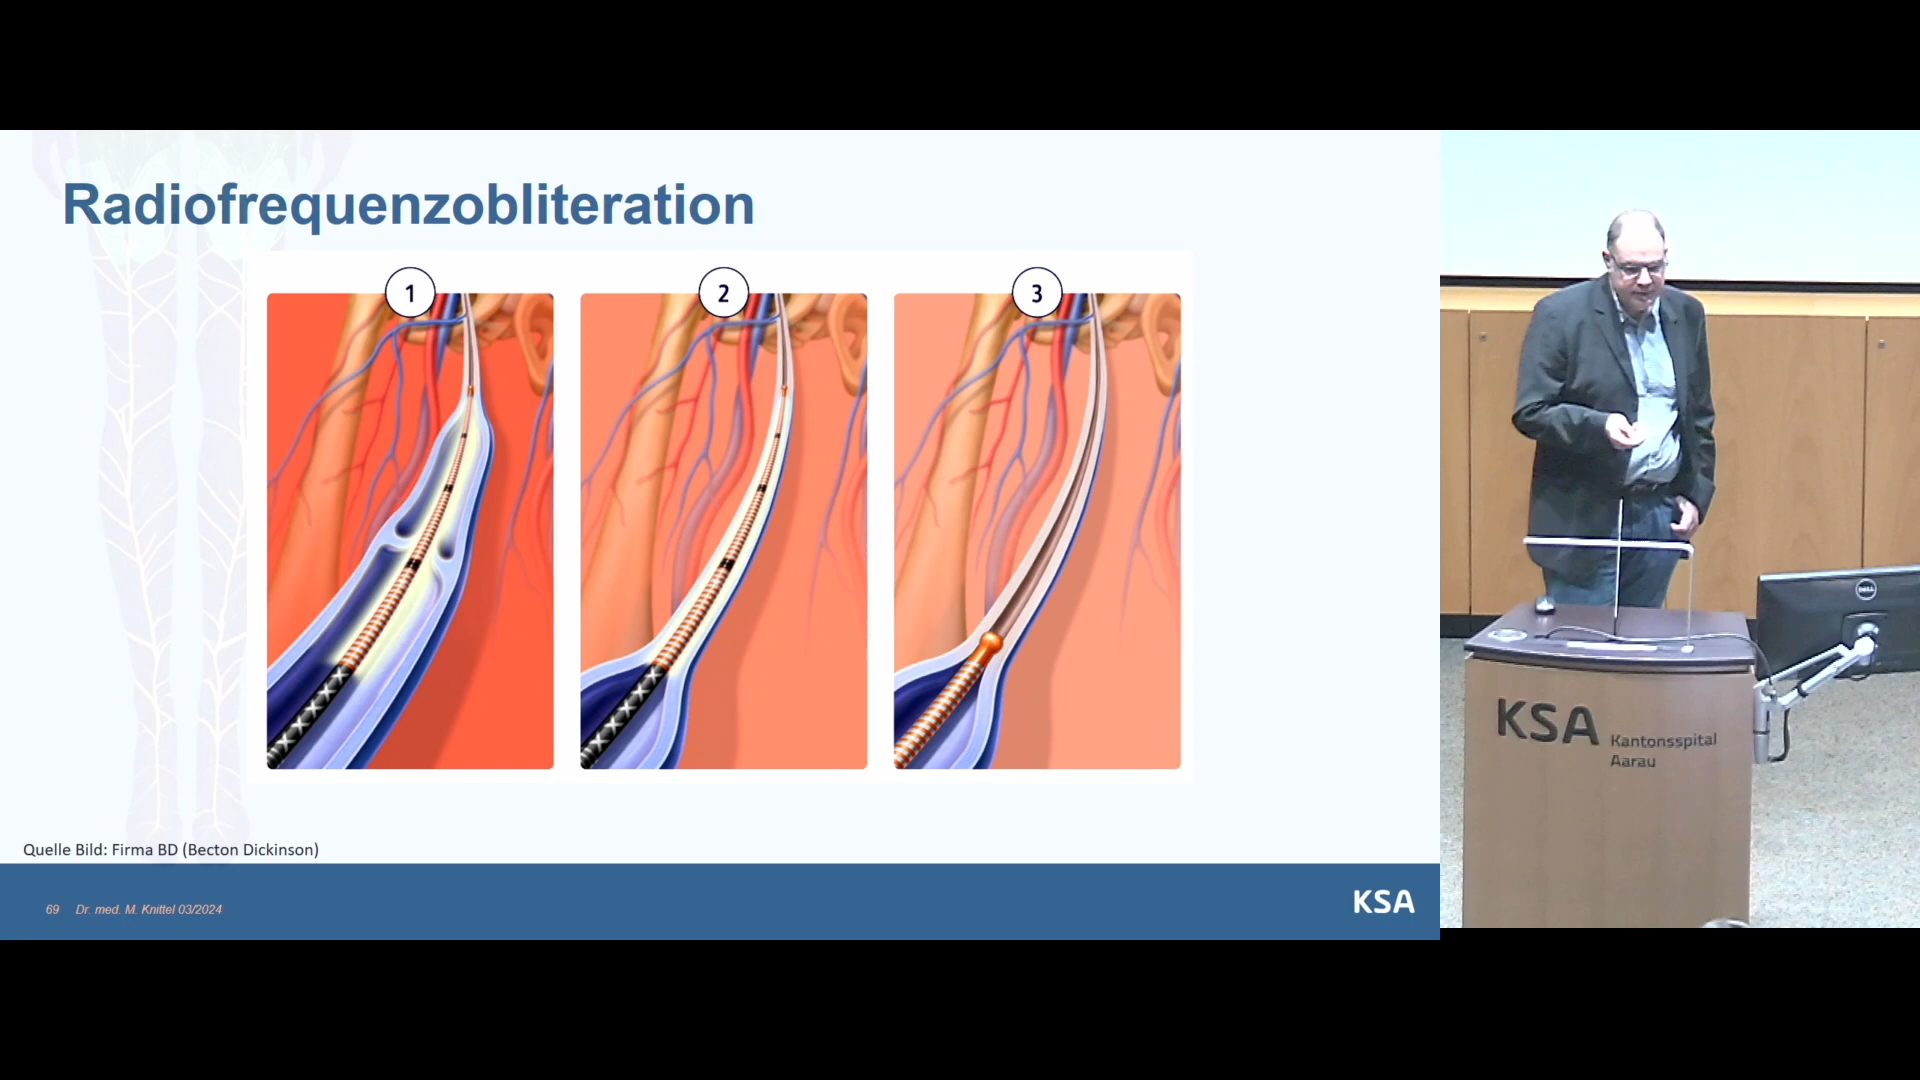 Radiofrequenzobliteration
1
2
3
Quelle Bild: Firma BD (Becton Dickinson)
69 Dr. med. M. Knittel 03/2024
KSA
DELL
KSA Kantonsspital
Aarau